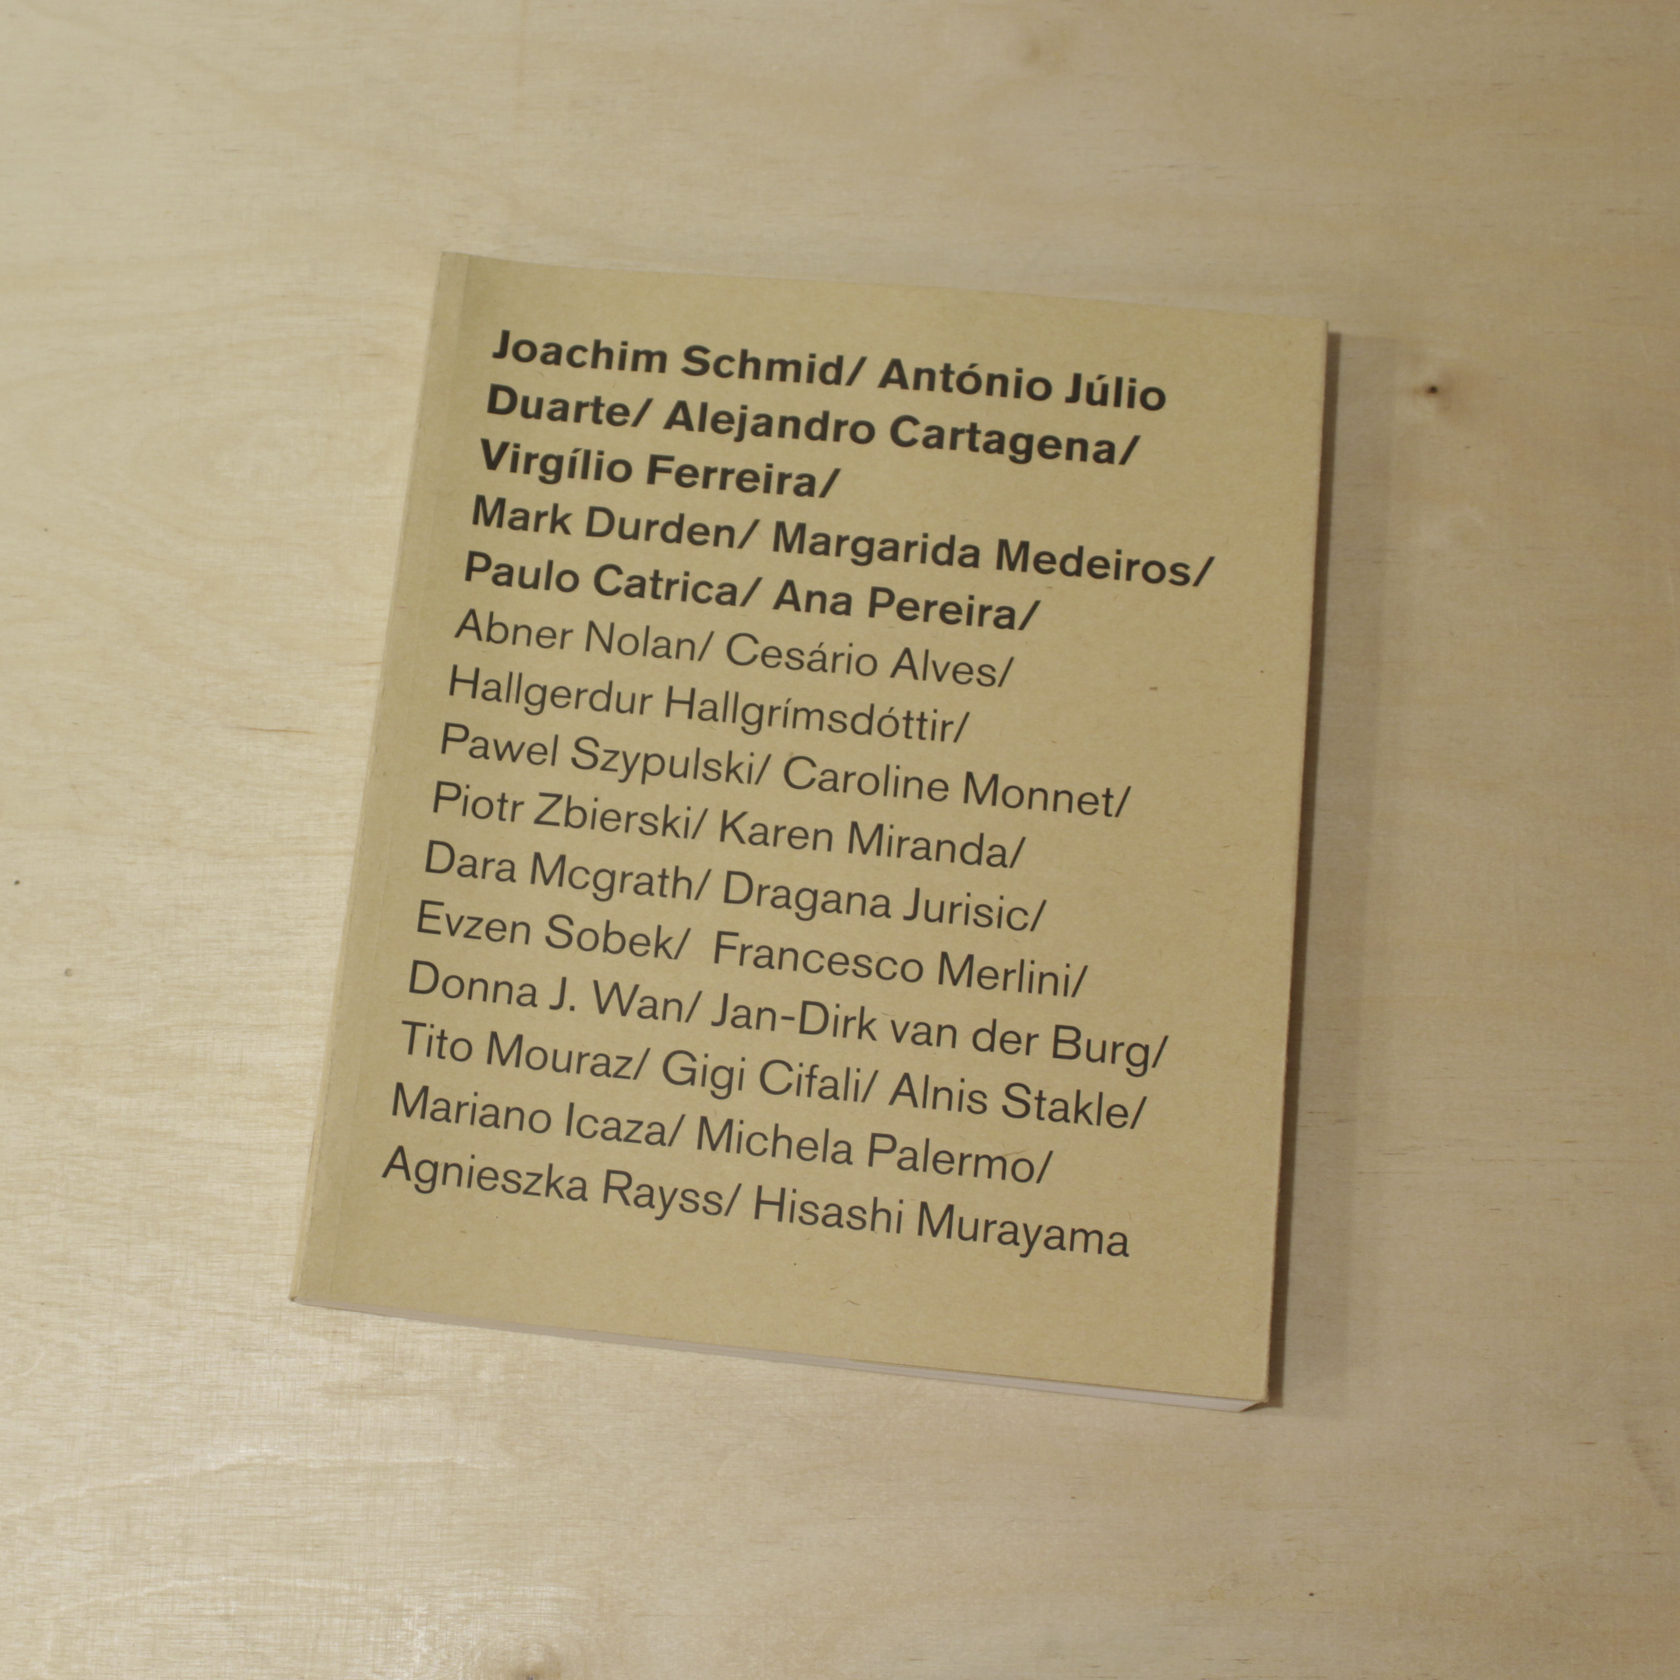 Joachim Schmid/ António Júlio
Duarte/ Alejandro Cartagena/
Virgílio Ferreira/
Mark Durden/ Margarida Medeiros/
Paulo Catrica/ Ana Pereira/
Abner Nolan/ Cesário Alves/
Hallgerdur Hallgrímsdóttir/
Pawel Szypulski/ Caroline Monnet/
Piotr Zbierski/ Karen Miranda/
Dara Mcgrath/ Dragana Jurisic/
Evzen Sobek/ Francesco Merlini/
Donna J. Wan/ Jan-Dirk van der Burg/
Tito Mouraz/ Gigi Cifali/ Alnis Stakle/
Mariano Icaza/ Michela Palermo/
Agnieszka Rayss/ Hisashi Murayama